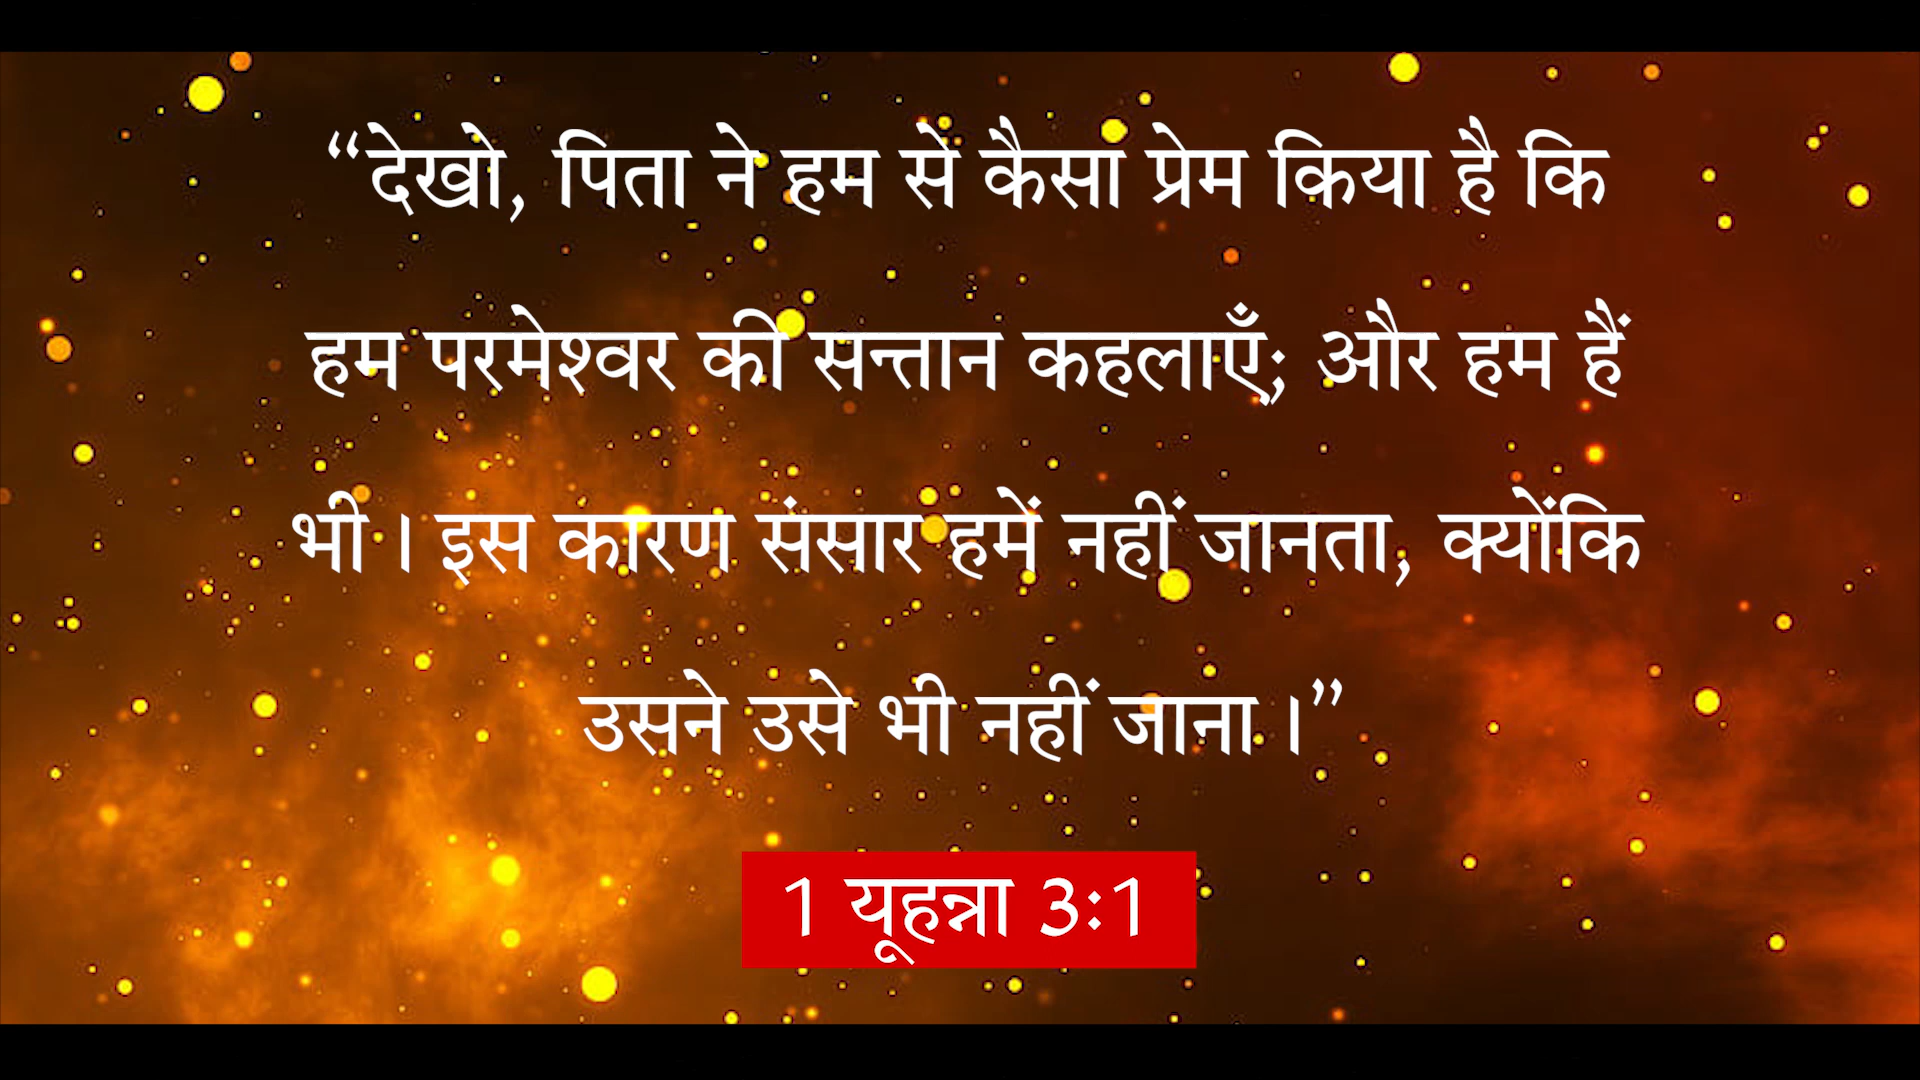 “देखो, पिता ने हम सें कैसा प्रेम किया है कि
हम परमेश्वर की सन्तान कहलाएँ; और हम हैं
भी। इस कारण संसार हमें नहीं जानता, क्योंकि
उसने उसे भी नहीं जाना।”
1 यूहन्ना 3:1